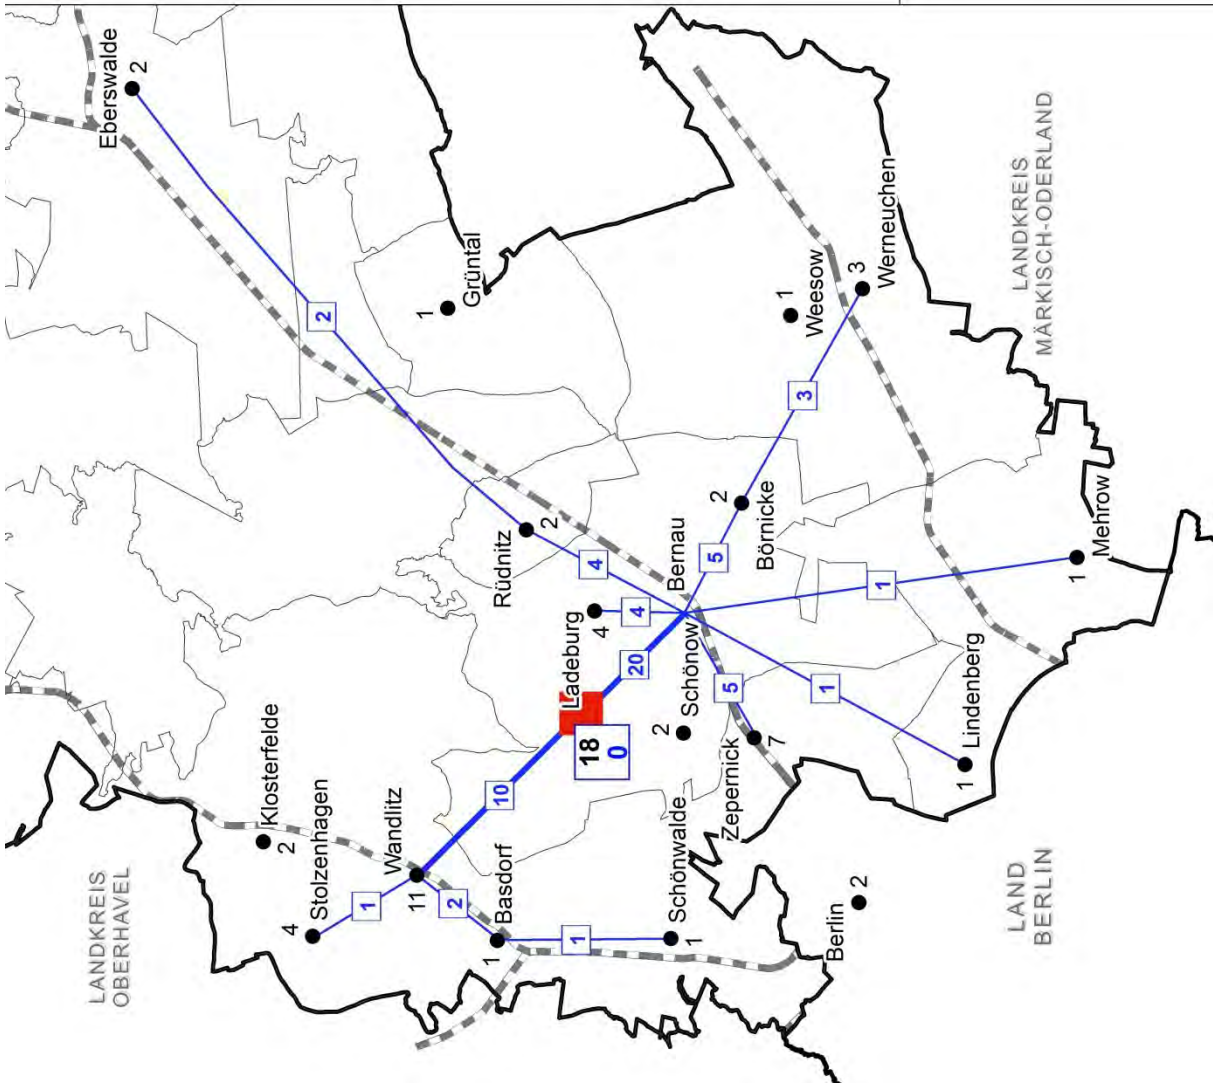 LANDKREIS
OBERHAVEL
4
Stolzenhagen
2
Klosterfelde
1
11
Wandlitz
2
1
Basdorf
1
1
Schönwalde
10
18
0
Ladeburg
20
4
4
2
Schönow
Bernau
Zepernick
7
5
Berlin
2
LAND
BERLIN
1
Lindenberg
1
1
Mehrow
1
5
2
Börnicke
3
3
Werneuchen
1
Weesow
4
Rüdnitz
2
2
Eberswalde
2
1
Grüntal
LANDKREIS
MÄRKISCH-ODERLAND